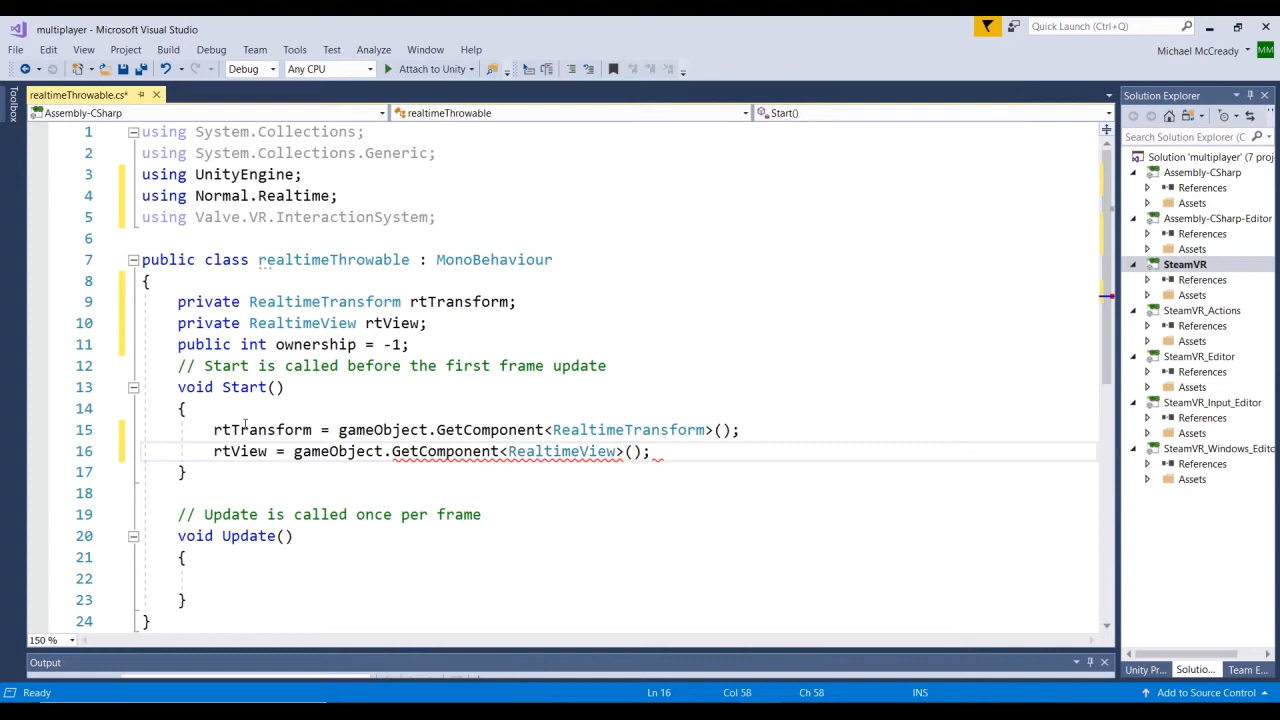 multiplayer - Microsoft Visual Studio
Quick Launch (Ctrl+Q)
File Edit View Project Build Debug Team Tools Test Analyze Window Help
Michael McCready MM
Debug Any CPU Attach to Unity
Toolbox
realtimeThrowable.cs*
Assembly-CSharp realtimeThrowable Start()
1 using System.Collections;
2 using System.Collections.Generic;
3 using UnityEngine;
4 using Normal.Realtime;
5 using Valve.VR.InteractionSystem;
6
7 public class realtimeThrowable : MonoBehaviour
8 {
9 private RealtimeTransform rtTransform;
10 private RealtimeView rtView;
11 public int ownership = -1;
12 // Start is called before the first frame update
13 void Start()
14 {
15 rtTransform = gameObject.GetComponent<RealtimeTransform>();
16 rtView = gameObject.GetComponent<RealtimeView>();
17 }
18
19 // Update is called once per frame
20 void Update()
21 {
22
23 }
24 }
150 %
Output
Solution Explorer
Search Solution Explorer (C
Solution 'multiplayer' (7 proj
Assembly-CSharp
References
Assets
Assembly-CSharp-Editor
References
Assets
SteamVR
References
Assets
SteamVR_Actions
References
Assets
SteamVR_Editor
References
Assets
SteamVR_Input_Editor
References
Assets
SteamVR_Windows_Edito
References
Assets
Unity Pr... Solutio... Team E...
Ready Ln 16 Col 58 Ch 58 INS Add to Source Control